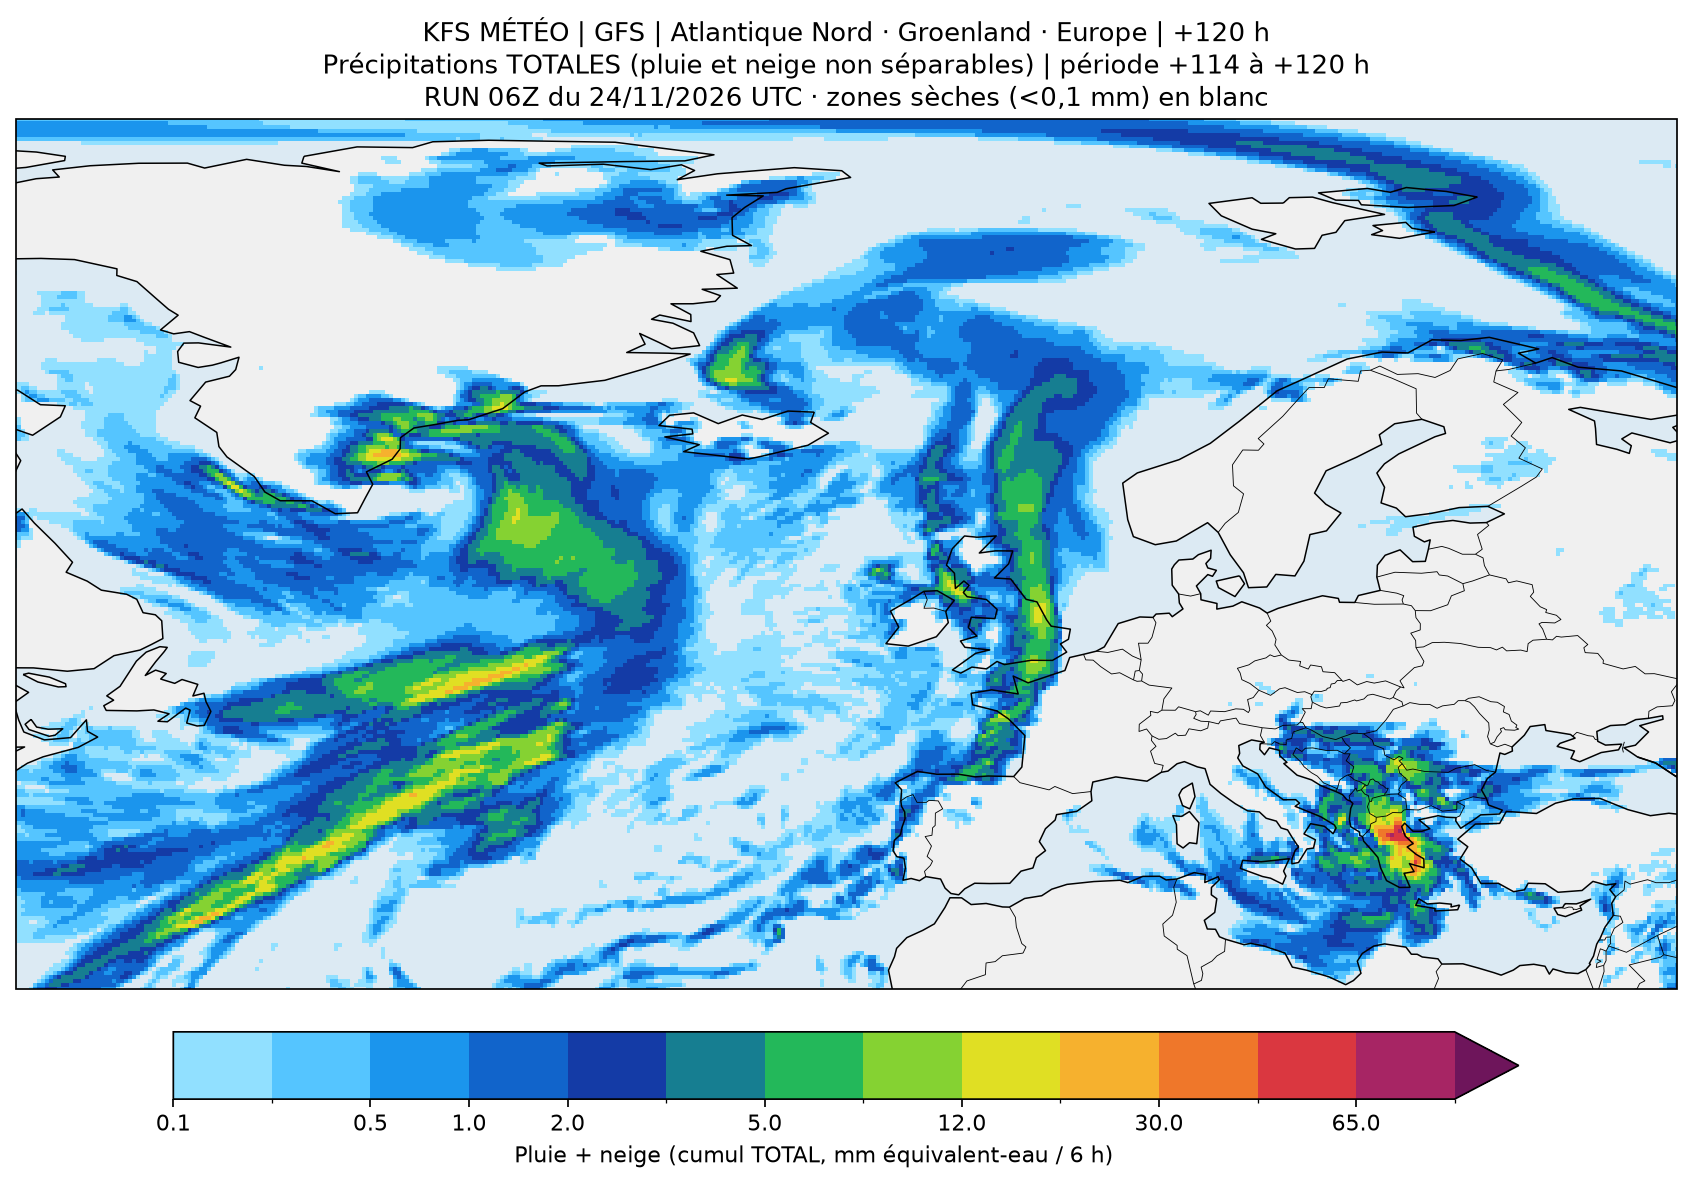 KFS MÉTÉO | GFS | Atlantique Nord · Groenland · Europe | +120 h
Précipitations TOTALES (pluie et neige non séparables) | période +114 à +120 h
RUN 06Z du 24/11/2026 UTC · zones sèches (<0,1 mm) en blanc
0.1 0.5 1.0 2.0 5.0 12.0 30.0 65.0
Pluie + neige (cumul TOTAL, mm équivalent-eau / 6 h)